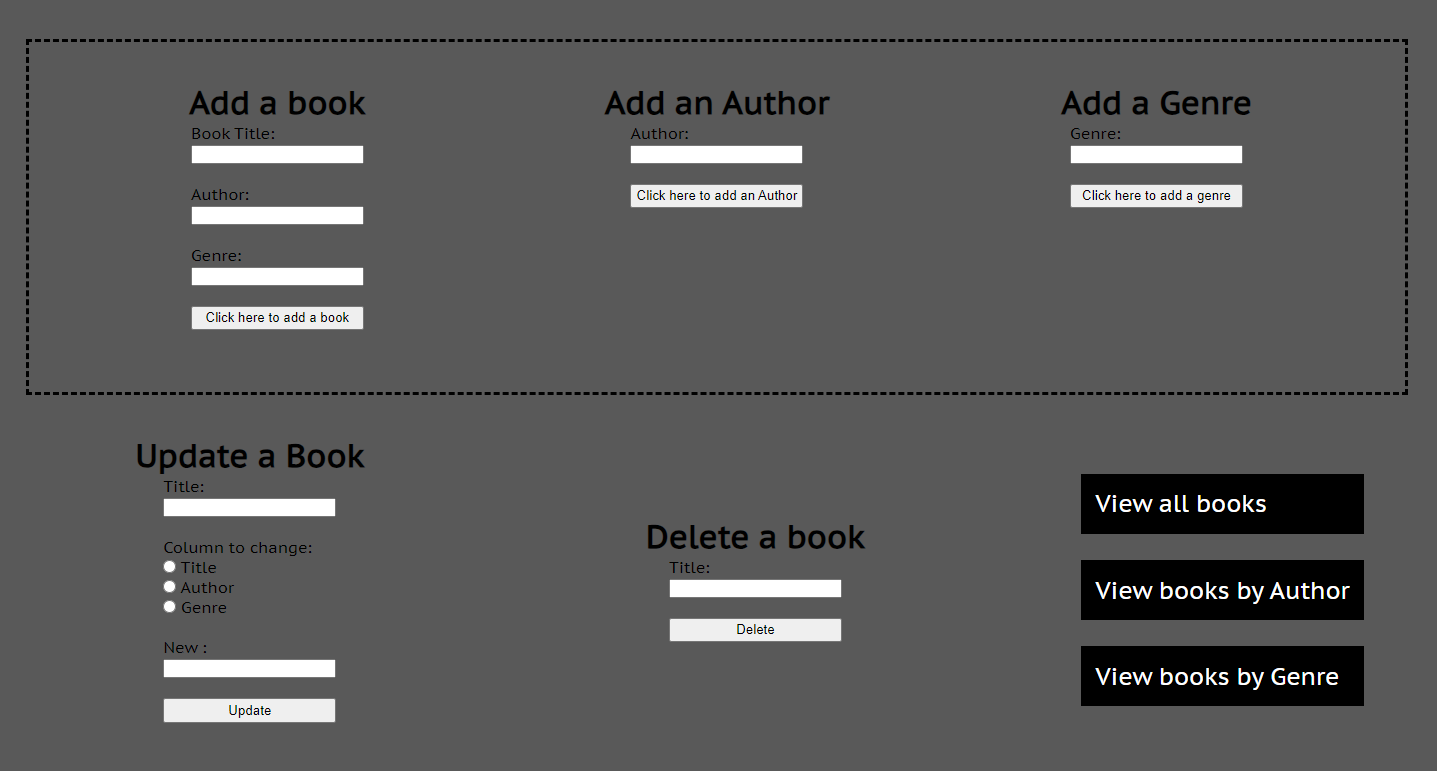 Add a book
Book Title:
Author:
Genre:
Click here to add a book
Add an Author
Author:
Click here to add an Author
Add a Genre
Genre:
Click here to add a genre
Update a Book
Title:
Column to change:
Title
Author
Genre
New :
Update
Delete a book
Title:
Delete
View all books
View books by Author
View books by Genre